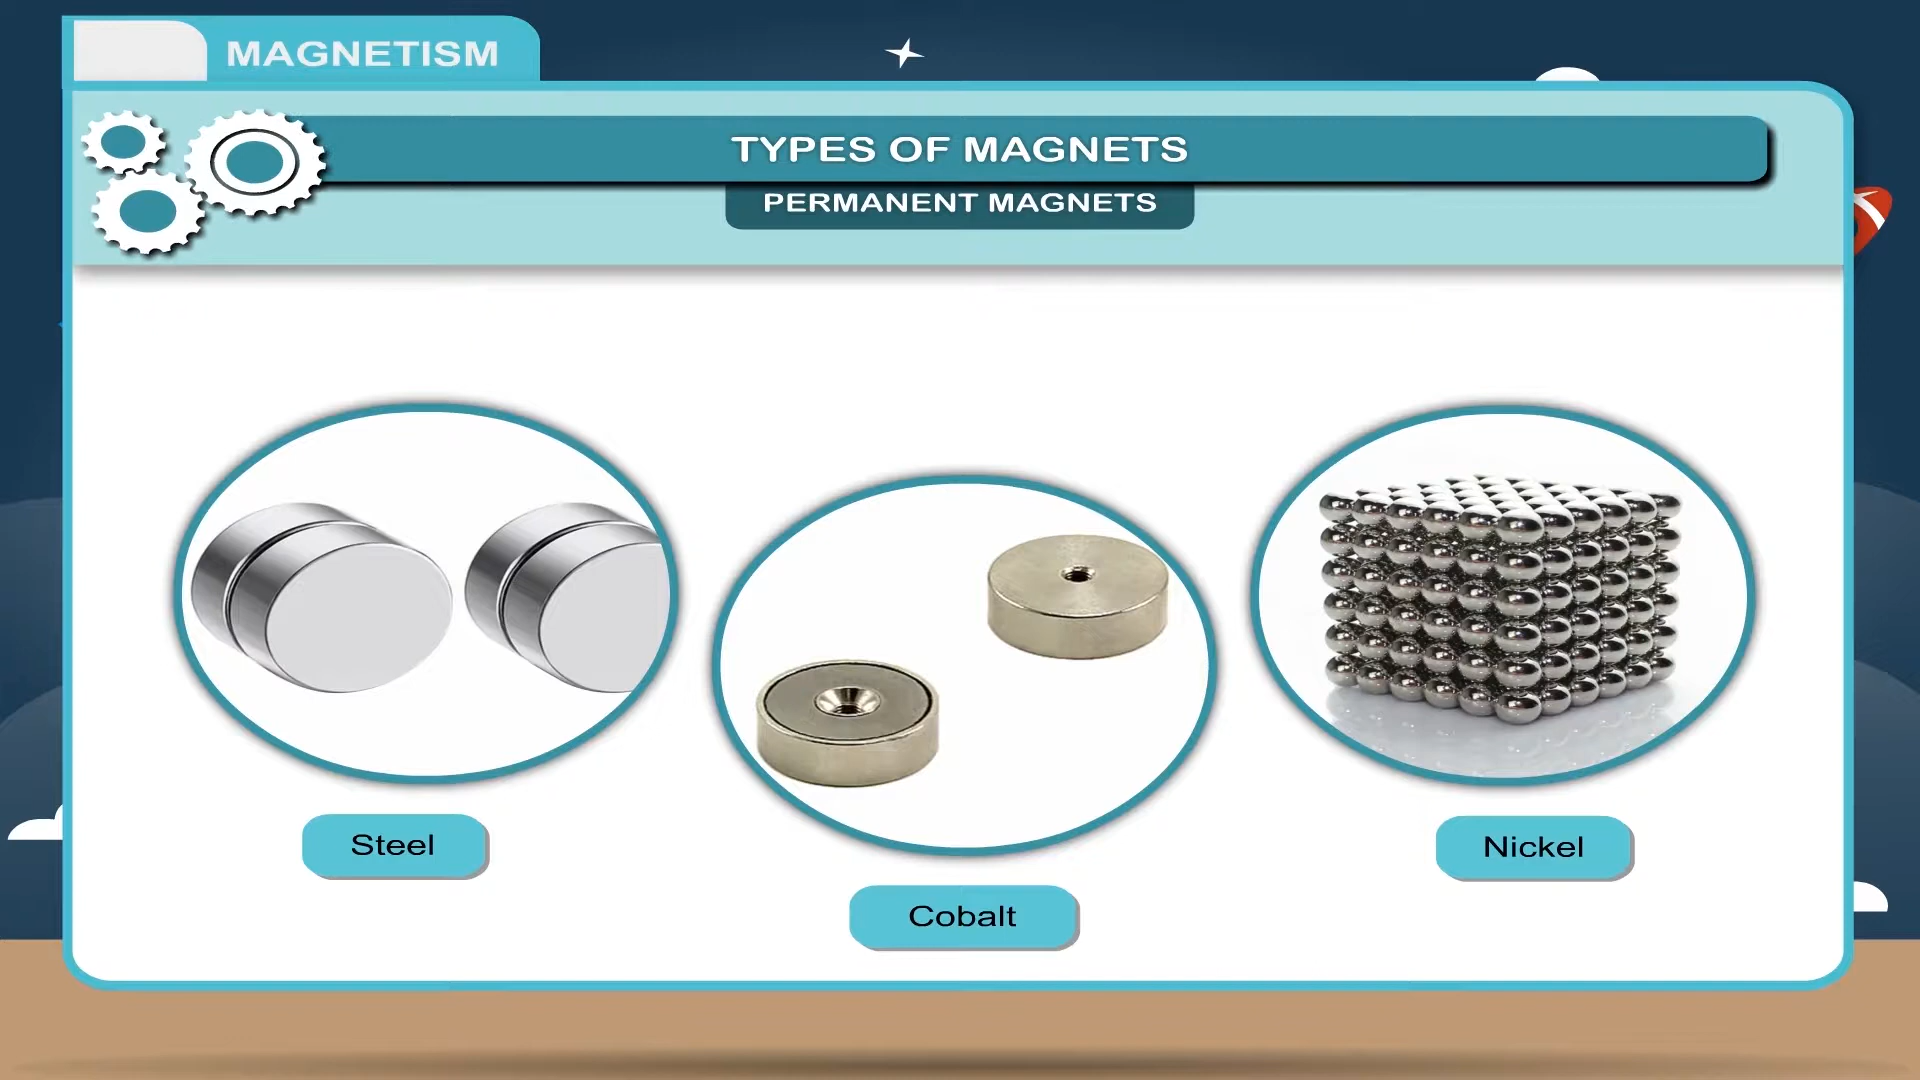 MAGNETISM
TYPES OF MAGNETS
PERMANENT MAGNETS
Steel
Cobalt
Nickel